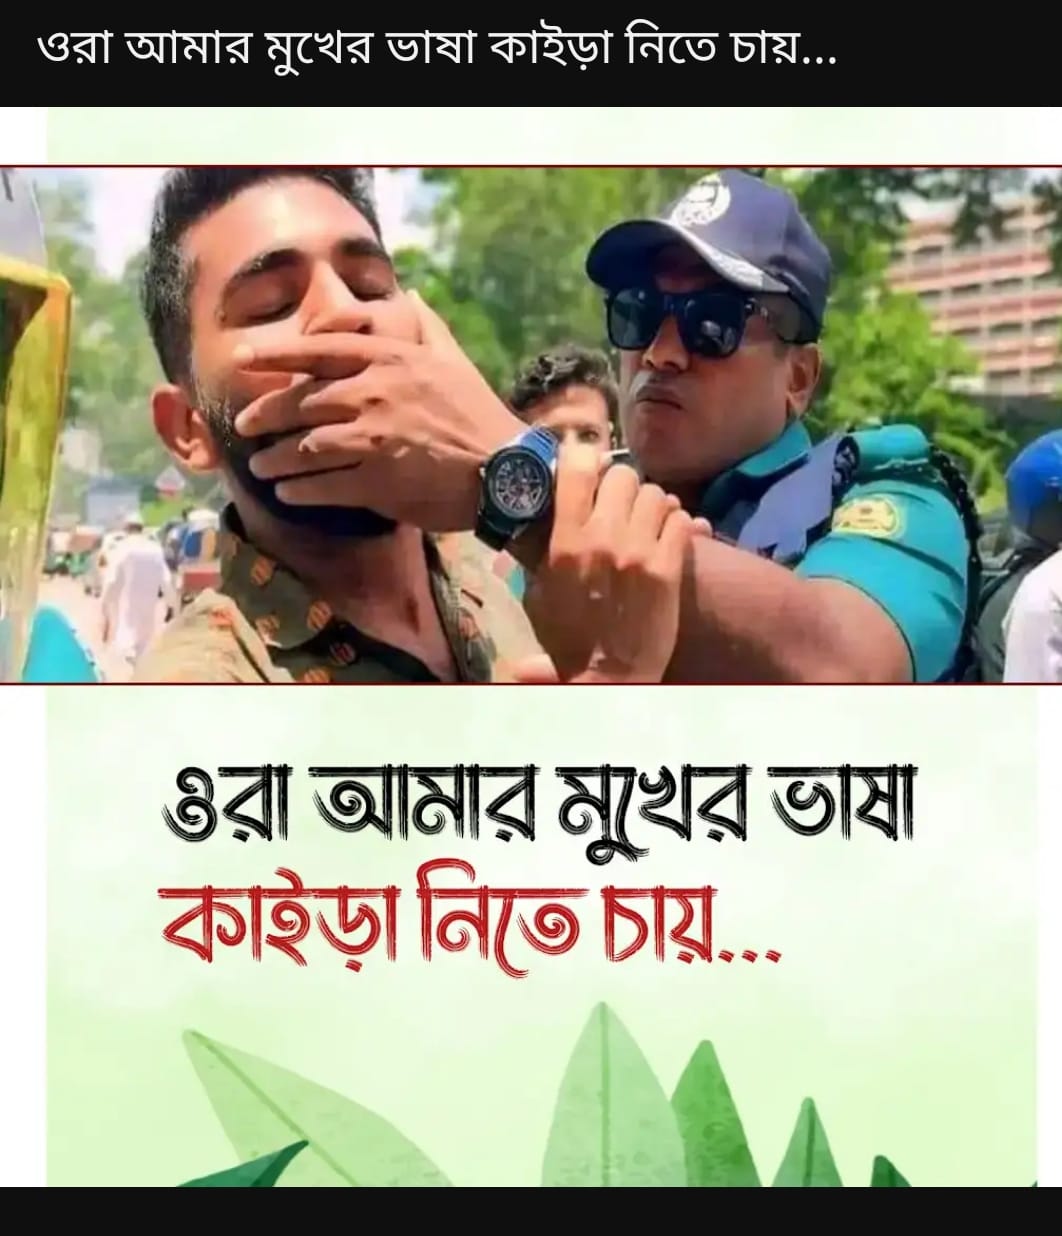 ওরা আমার মুখের ভাষা কাইড়া নিতে চায়...
ওরা আমার মুখের ভাষা
কাইড়া নিতে চায়...